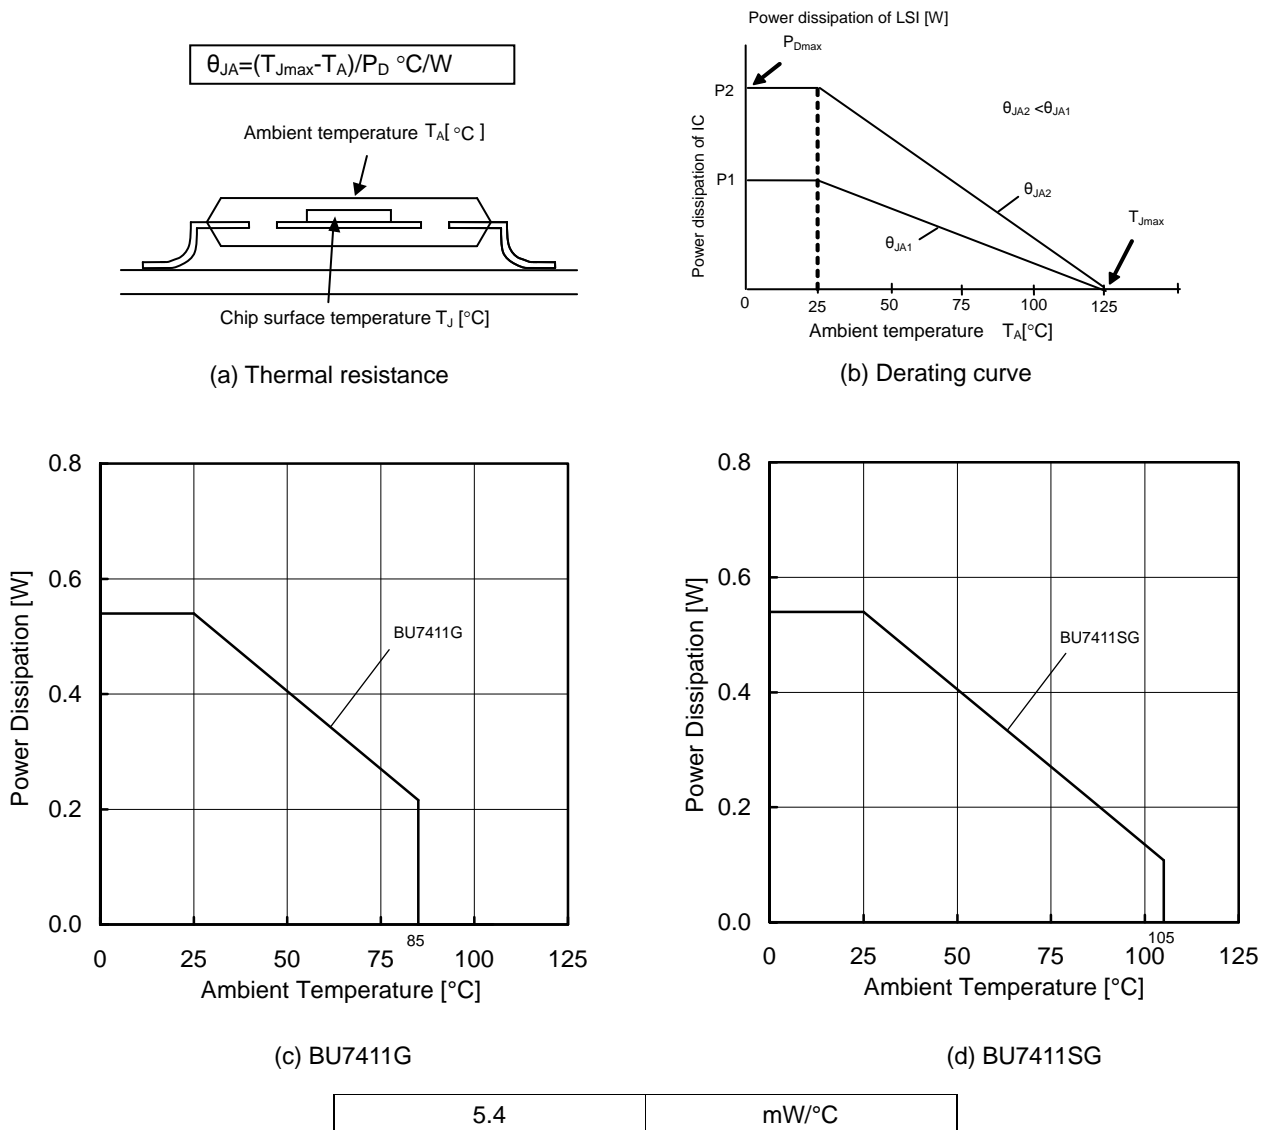 θJA=(TJmax-TA)/PD °C/W
Ambient temperature TA[ °C ]
Chip surface temperature TJ [°C]
(a) Thermal resistance
Power dissipation of LSI [W]
PDmax
P2
θJA2 <θJA1
P1
θJA2
TJmax
θJA1
Power dissipation of IC
0 25 50 75 100 125
Ambient temperature TA[°C]
(b) Derating curve
0.8
0.6
0.4
0.2
0.0
Power Dissipation [W]
BU7411G
85
0 25 50 75 100 125
Ambient Temperature [°C]
(c) BU7411G
0.8
0.6
0.4
0.2
0.0
Power Dissipation [W]
BU7411SG
105
0 25 50 75 100 125
Ambient Temperature [°C]
(d) BU7411SG
5.4 mW/°C